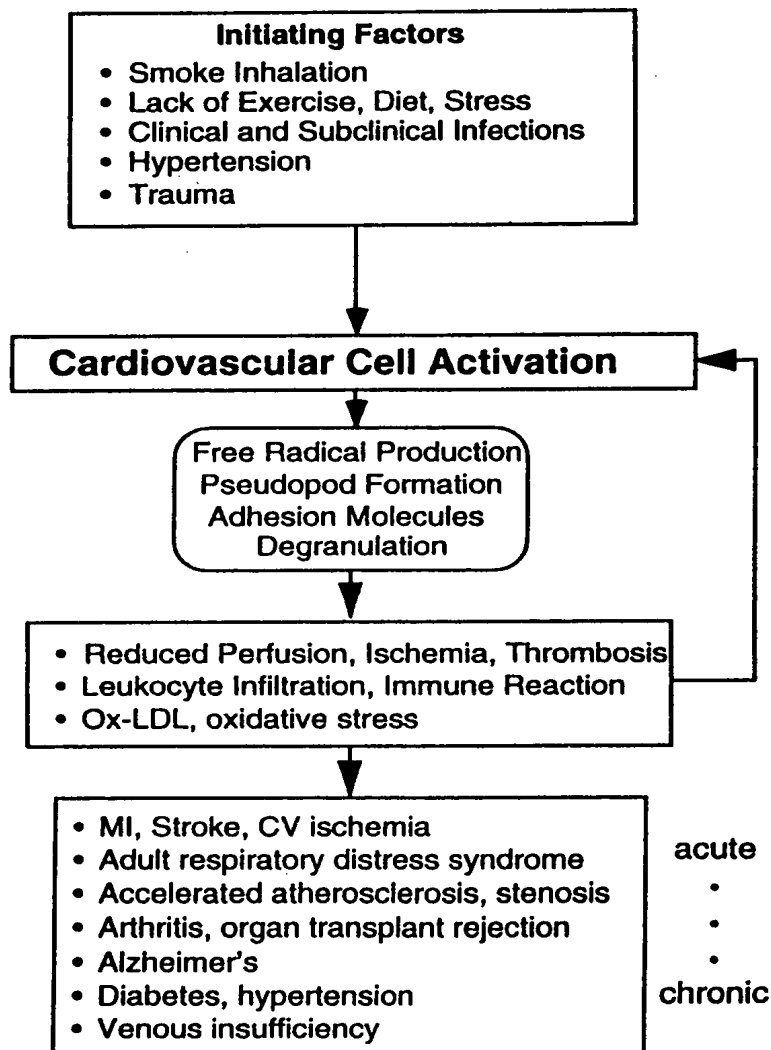 Initiating Factors
• Smoke Inhalation
• Lack of Exercise, Diet, Stress
• Clinical and Subclinical Infections
• Hypertension
• Trauma
Cardiovascular Cell Activation
Free Radical Production
Pseudopod Formation
Adhesion Molecules
Degranulation
• Reduced Perfusion, Ischemia, Thrombosis
• Leukocyte Infiltration, Immune Reaction
• Ox-LDL, oxidative stress
• MI, Stroke, CV ischemia
• Adult respiratory distress syndrome
• Accelerated atherosclerosis, stenosis
• Arthritis, organ transplant rejection
• Alzheimer's
• Diabetes, hypertension
• Venous insufficiency
acute
•
•
•
chronic